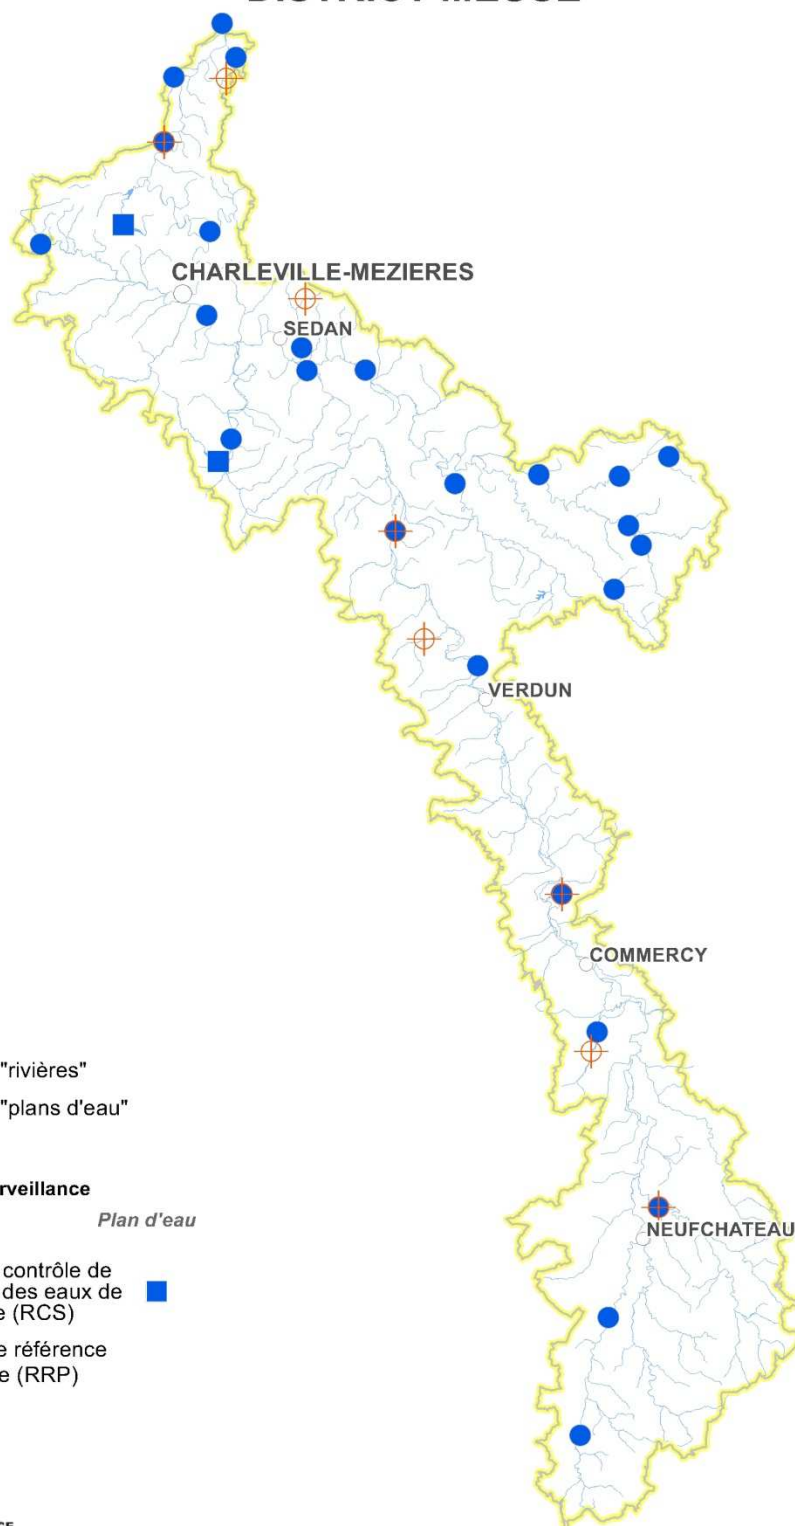 CHARLEVILLE-MEZIERES
SEDAN
VERDUN
COMMERCY
NEUFCHATEAU
"rivières"
"plans d'eau"
Plan d'eau
contrôle de
des eaux de
(RCS)
référence
(RRP)